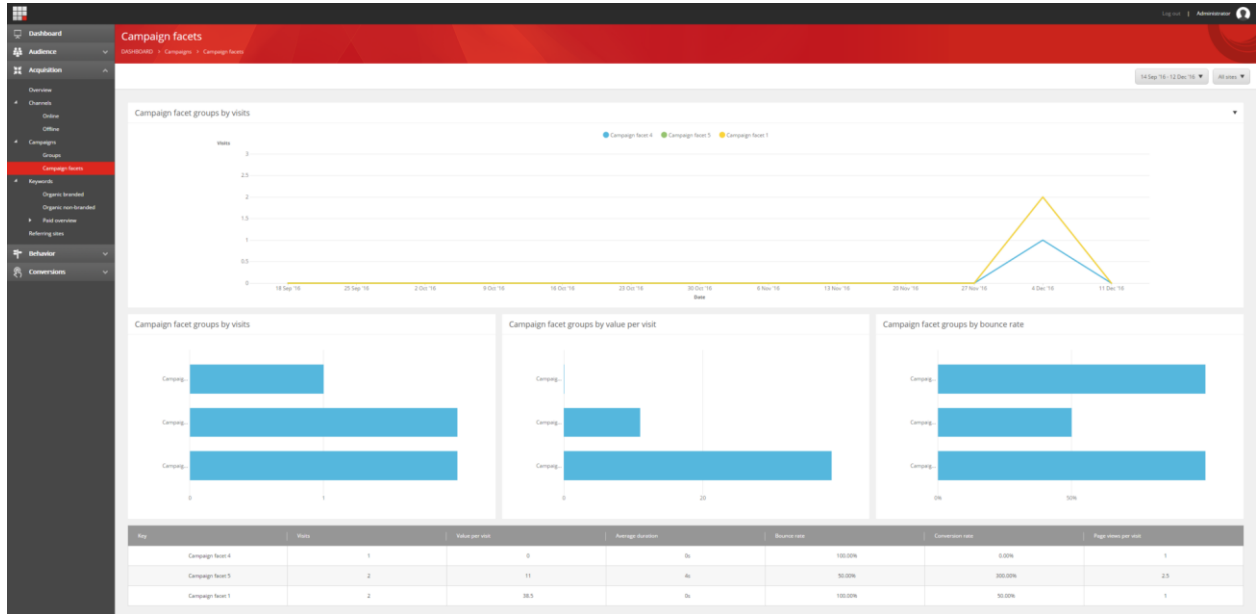 Log out | Administrator
Dashboard
Audience
Acquisition
Overview
Channels
Online
Offline
Campaigns
Groups
Campaign facets
Keywords
Organic branded
Organic non-branded
Paid overview
Referring sites
Behavior
Conversions
Campaign facets
DASHBOARD > Campaigns > Campaign facets
14 Sep '16 - 12 Dec '16 All sites
Campaign facet groups by visits
Campaign facet 4 Campaign facet 5 Campaign facet 1
Visits
3
2.5
2
1.5
1
0.5
0
18 Sep '16 25 Sep '16 2 Oct '16 9 Oct '16 16 Oct '16 23 Oct '16 30 Oct '16 6 Nov '16 13 Nov '16 20 Nov '16 27 Nov '16 4 Dec '16 11 Dec '16
Date
Campaign facet groups by visits
Campaig...
Campaig...
Campaig...
0 1
Campaign facet groups by value per visit
Campaig...
Campaig...
Campaig...
0 20
Campaign facet groups by bounce rate
Campaig...
Campaig...
Campaig...
0% 50%
Key Visits Value per visit Average duration Bounce rate Conversion rate Page views per visit
Campaign facet 4 1 0 0s 100.00% 0.00% 1
Campaign facet 5 2 11 50.00% 300.00% 2.5
Campaign facet 1 2 38.5 0s 100.00% 50.00% 1